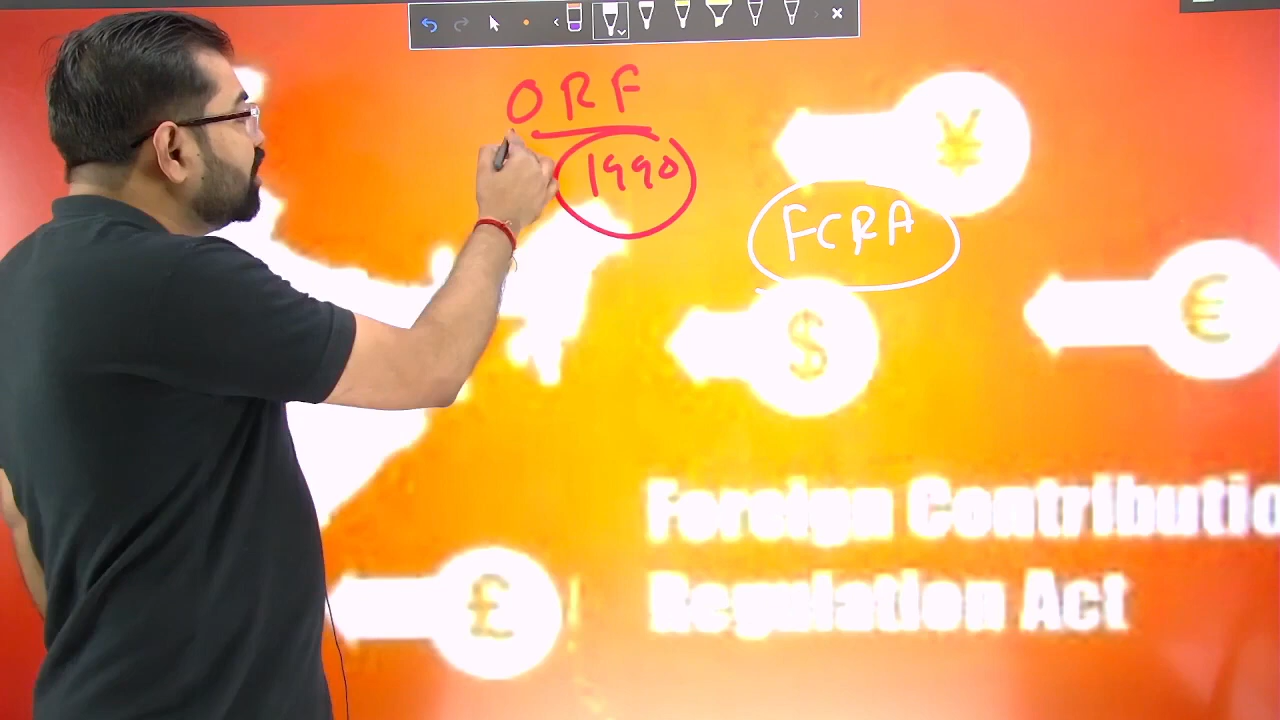 ORF
1990
FCRA
¥
$
€
£
Foreign Contributio
Regulation Act